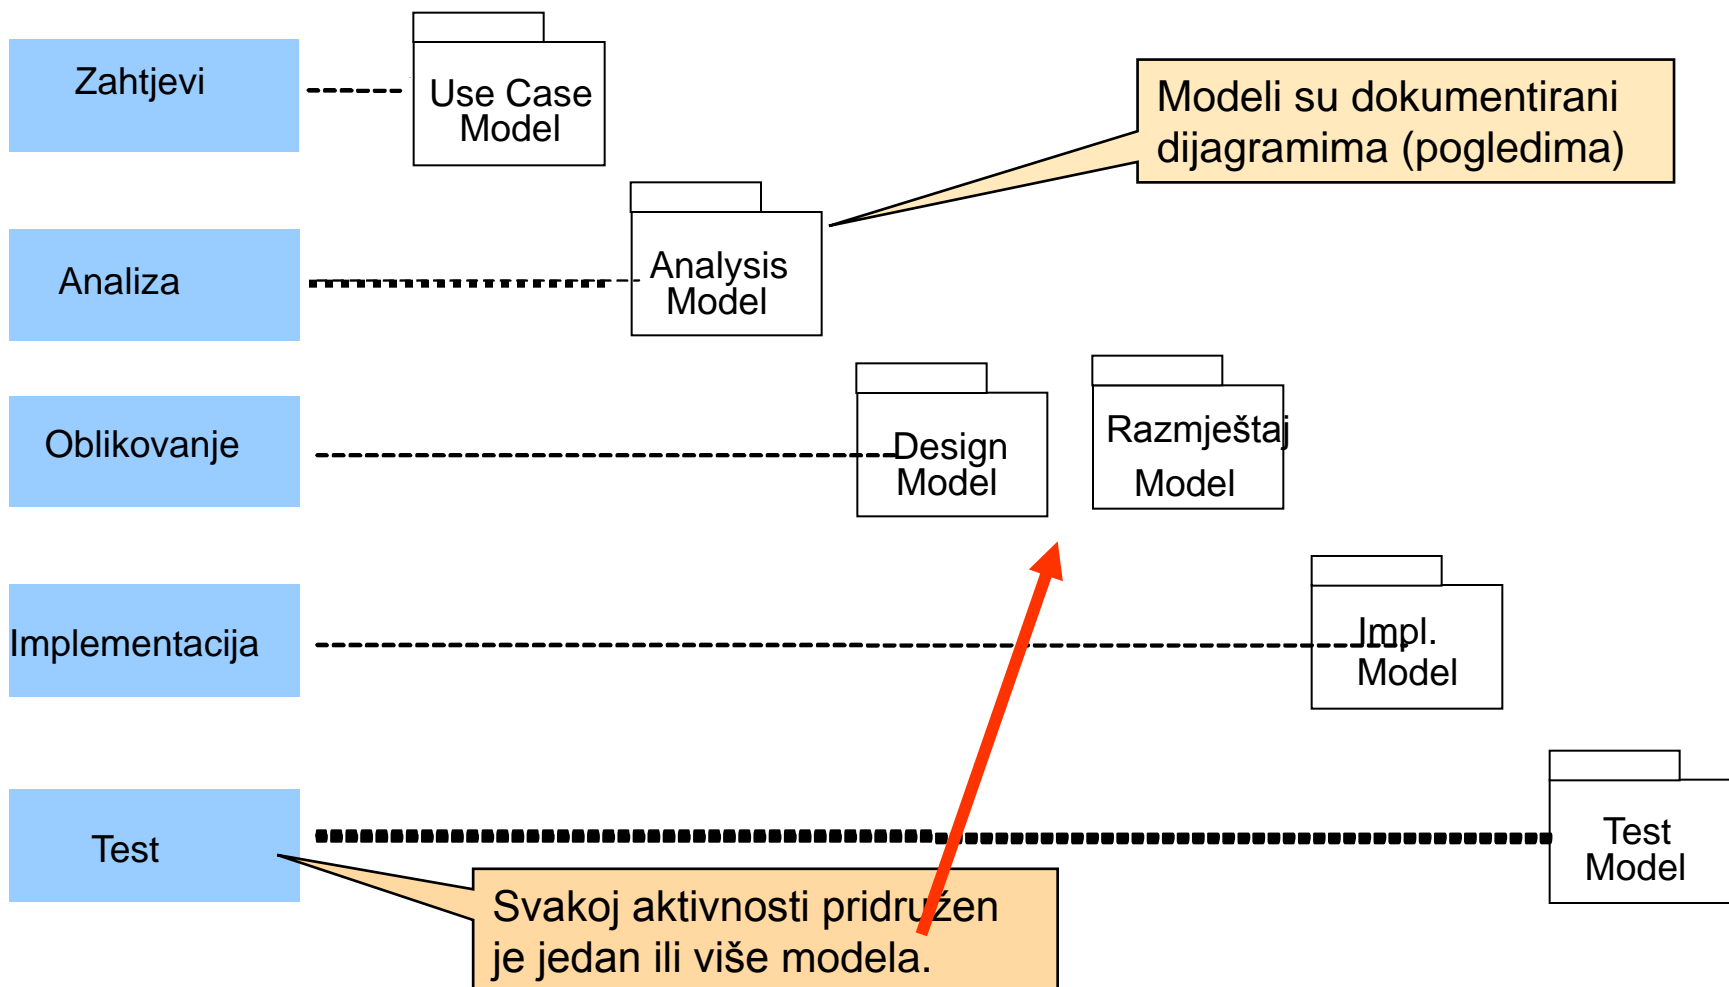 Zahtjevi
Use Case
Model
Modeli su dokumentirani
dijagramima (pogledima)
Analiza
Analysis
Model
Oblikovanje
Design
Model
Razmještaj
Model
Implementacija
Impl.
Model
Test
Test
Model
Svakoj aktivnosti pridružen
je jedan ili više modela.